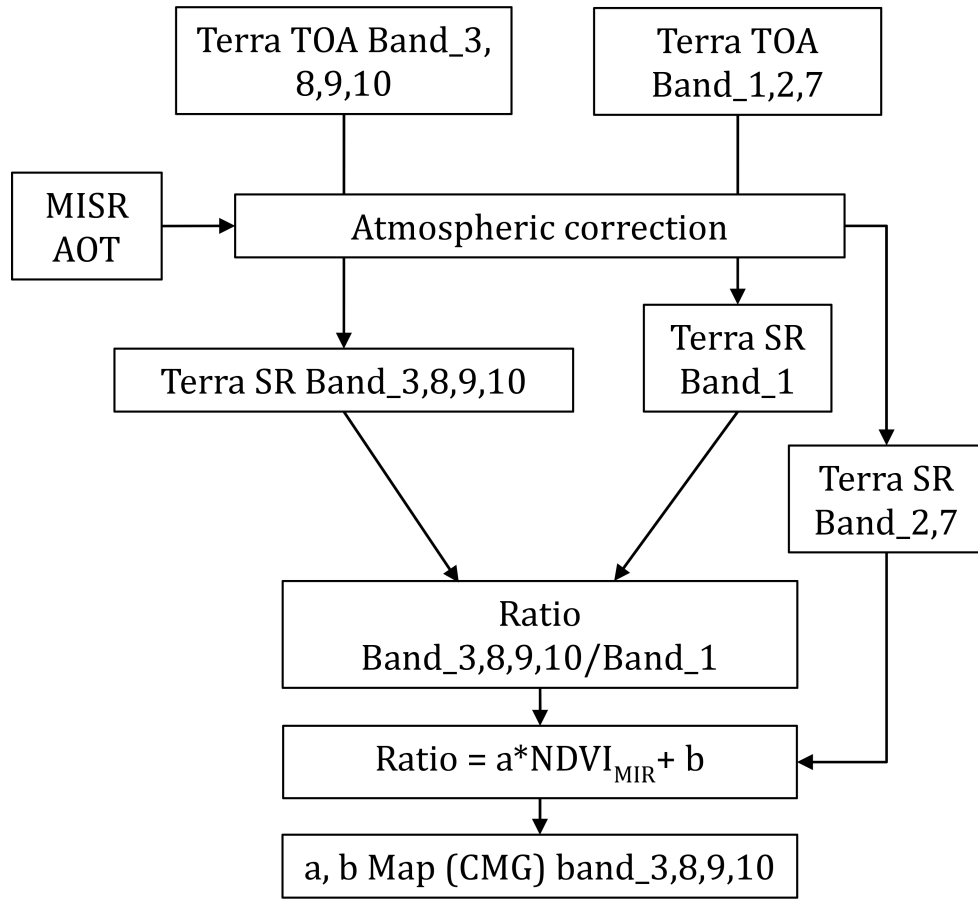 Terra TOA Band_3,
8,9,10
Terra TOA
Band_1,2,7
MISR
AOT
Atmospheric correction
Terra SR Band_3,8,9,10
Terra SR
Band_1
Terra SR
Band_2,7
Ratio
Band_3,8,9,10/Band_1
Ratio = a*NDVI_MIR + b
a, b Map (CMG) band_3,8,9,10